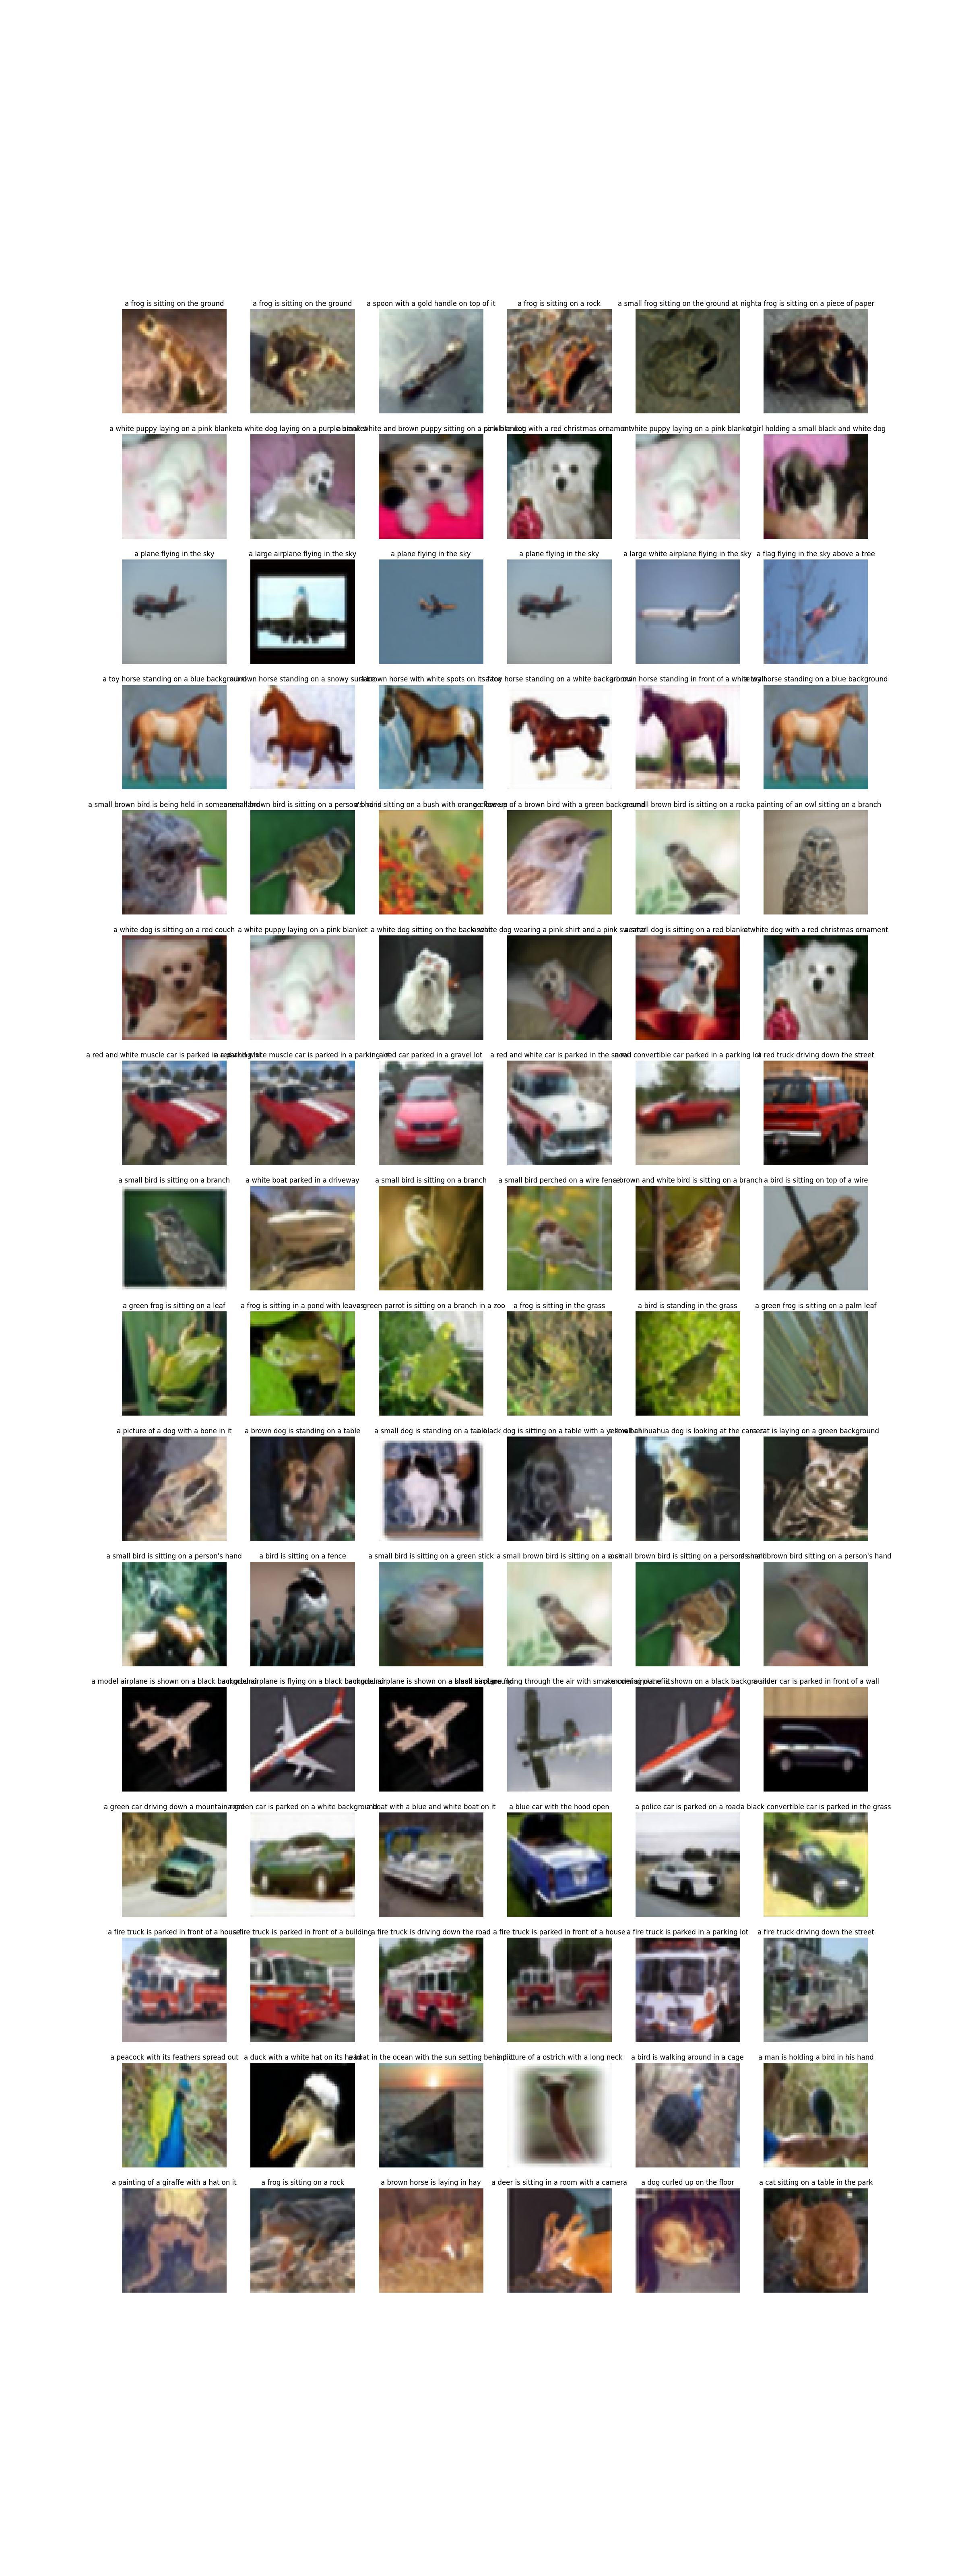 a frog is sitting on the ground
a frog is sitting on the ground
a spoon with a gold handle on top of it
a frog is sitting on a rock
a small frog sitting on the ground at night
a frog is sitting on a piece of paper
a white puppy laying on a pink blanket
a white dog laying on a purple blanket
a small white and brown puppy sitting on a pink blanket
a white dog with a red christmas ornament
a white puppy laying on a pink blanket
a girl holding a small black and white dog
a plane flying in the sky
a large airplane flying in the sky
a plane flying in the sky
a plane flying in the sky
a large white airplane flying in the sky
a flag flying in the sky above a tree
a toy horse standing on a blue background
a brown horse standing on a snowy surface
a brown horse with white spots on its face
a toy horse standing on a white background
a brown horse standing in front of a white wall
a toy horse standing on a blue background
a small brown bird is being held in someone's hand
a small brown bird is sitting on a person's hand
a bird is sitting on a bush with orange flowers
a close up of a brown bird with a green background
a small brown bird is sitting on a rock
a painting of an owl sitting on a branch
a white dog is sitting on a red couch
a white puppy laying on a pink blanket
a white dog sitting on the back seat
a white dog wearing a pink shirt and a pink sweater
a small dog is sitting on a red blanket
a white dog with a red christmas ornament
a red and white muscle car is parked in a parking lot
a red and white muscle car is parked in a parking lot
a red car parked in a gravel lot
a red and white car is parked in the snow
a red convertible car parked in a parking lot
a red truck driving down the street
a small bird is sitting on a branch
a white boat parked in a driveway
a small bird is sitting on a branch
a small bird perched on a wire fence
a brown and white bird is sitting on a branch
a bird is sitting on top of a wire
a green frog is sitting on a leaf
a frog is sitting in a pond with leaves
a green parrot is sitting on a branch in a zoo
a frog is sitting in the grass
a bird is standing in the grass
a green frog is sitting on a palm leaf
a picture of a dog with a bone in it
a brown dog is standing on a table
a small dog is standing on a table
a black dog is sitting on a table with a yellow ball
a small chihuahua dog is looking at the camera
a cat is laying on a green background
a small bird is sitting on a person's hand
a bird is sitting on a fence
a small bird is sitting on a green stick
a small brown bird is sitting on a rock
a small brown bird is sitting on a person's hand
a small brown bird sitting on a person's hand
a model airplane is shown on a black background
a model airplane is flying on a black background
a model airplane is shown on a black background
a small airplane flying through the air with smoke coming out of it
a model airplane is shown on a black background
a silver car is parked in front of a wall
a green car driving down a mountain road
a green car is parked on a white background
a boat with a blue and white boat on it
a blue car with the hood open
a police car is parked on a road
a black convertible car is parked in the grass
a fire truck is parked in front of a house
a fire truck is parked in front of a building
a fire truck is driving down the road
a fire truck is parked in front of a house
a fire truck is parked in a parking lot
a fire truck driving down the street
a peacock with its feathers spread out
a duck with a white hat on its head
a boat in the ocean with the sun setting behind it
a picture of a ostrich with a long neck
a bird is walking around in a cage
a man is holding a bird in his hand
a painting of a giraffe with a hat on it
a frog is sitting on a rock
a brown horse is laying in hay
a deer is sitting in a room with a camera
a dog curled up on the floor
a cat sitting on a table in the park